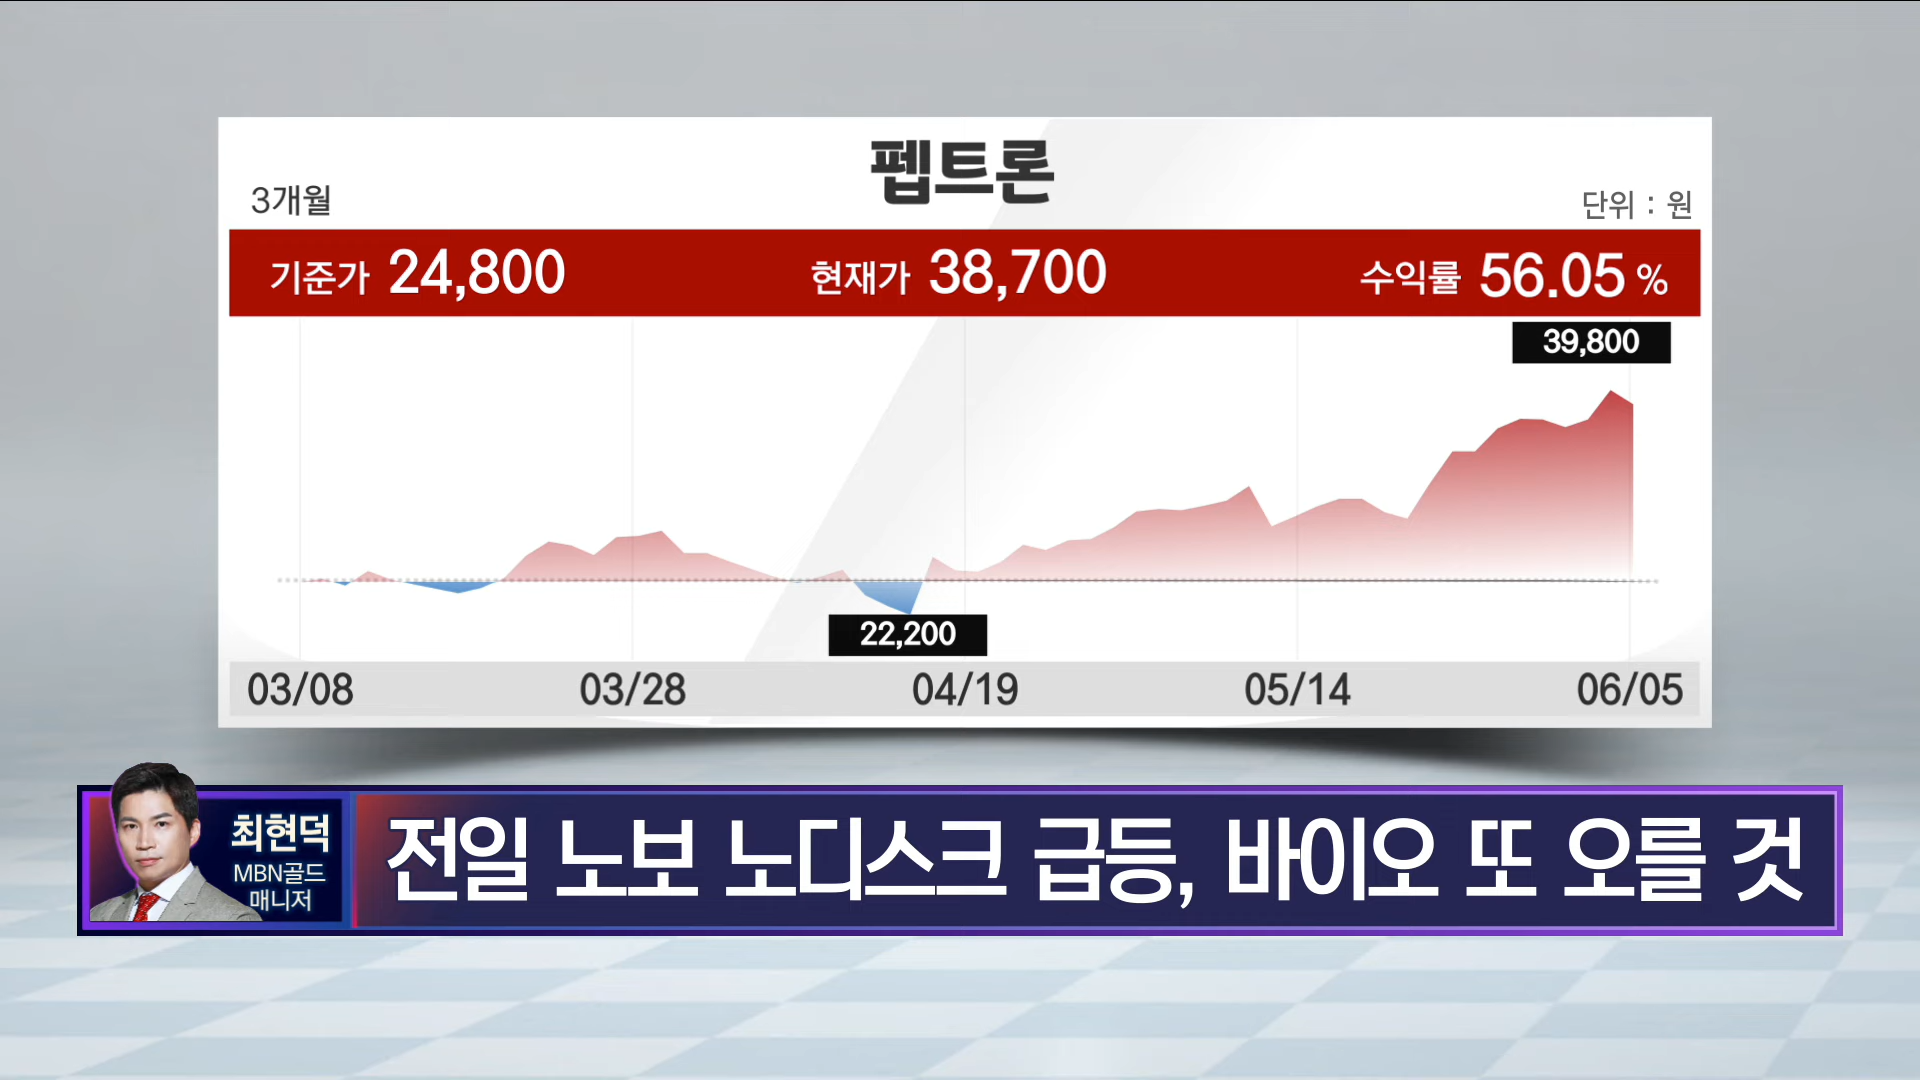 펩트론
3개월
단위 : 원
기준가 24,800 현재가 38,700 수익률 56.05 %
39,800
22,200
03/08 03/28 04/19 05/14 06/05
최현덕
MBN골드
매니저
전일 노보 노디스크 급등, 바이오 또 오를 것